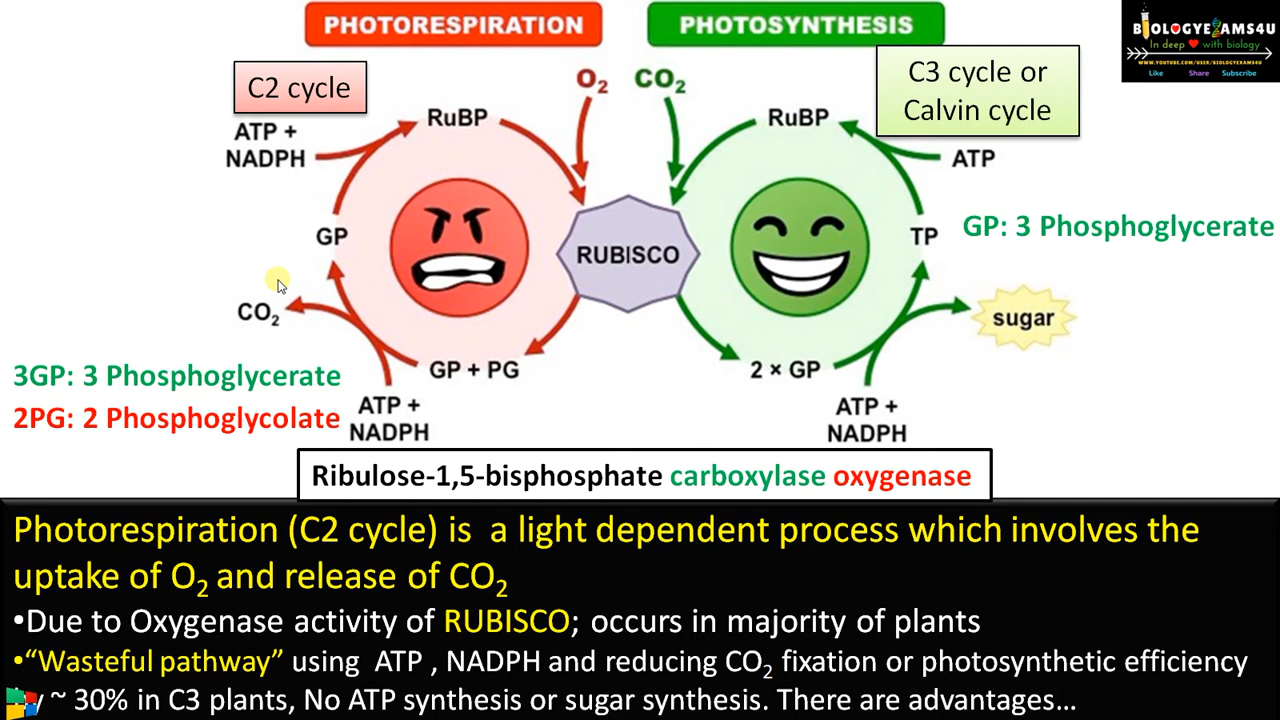 PHOTORESPIRATION
PHOTOSYNTHESIS
BIOLOGYEXAMS4U
In deep with biology
WWW.YOUTUBE.COM/USER/BIOLOGYEXAMS4U
Like Share Subscribe
C2 cycle
O₂
CO₂
C3 cycle or
Calvin cycle
ATP +
NADPH
RuBP
RuBP
ATP
GP
RUBISCO
TP
GP: 3 Phosphoglycerate
CO₂
sugar
3GP: 3 Phosphoglycerate
2PG: 2 Phosphoglycolate
GP + PG
2 × GP
ATP +
NADPH
ATP +
NADPH
Ribulose-1,5-bisphosphate carboxylase oxygenase
Photorespiration (C2 cycle) is a light dependent process which involves the
uptake of O₂ and release of CO₂
•Due to Oxygenase activity of RUBISCO; occurs in majority of plants
•“Wasteful pathway” using ATP , NADPH and reducing CO₂ fixation or photosynthetic efficiency
~ 30% in C3 plants, No ATP synthesis or sugar synthesis. There are advantages…